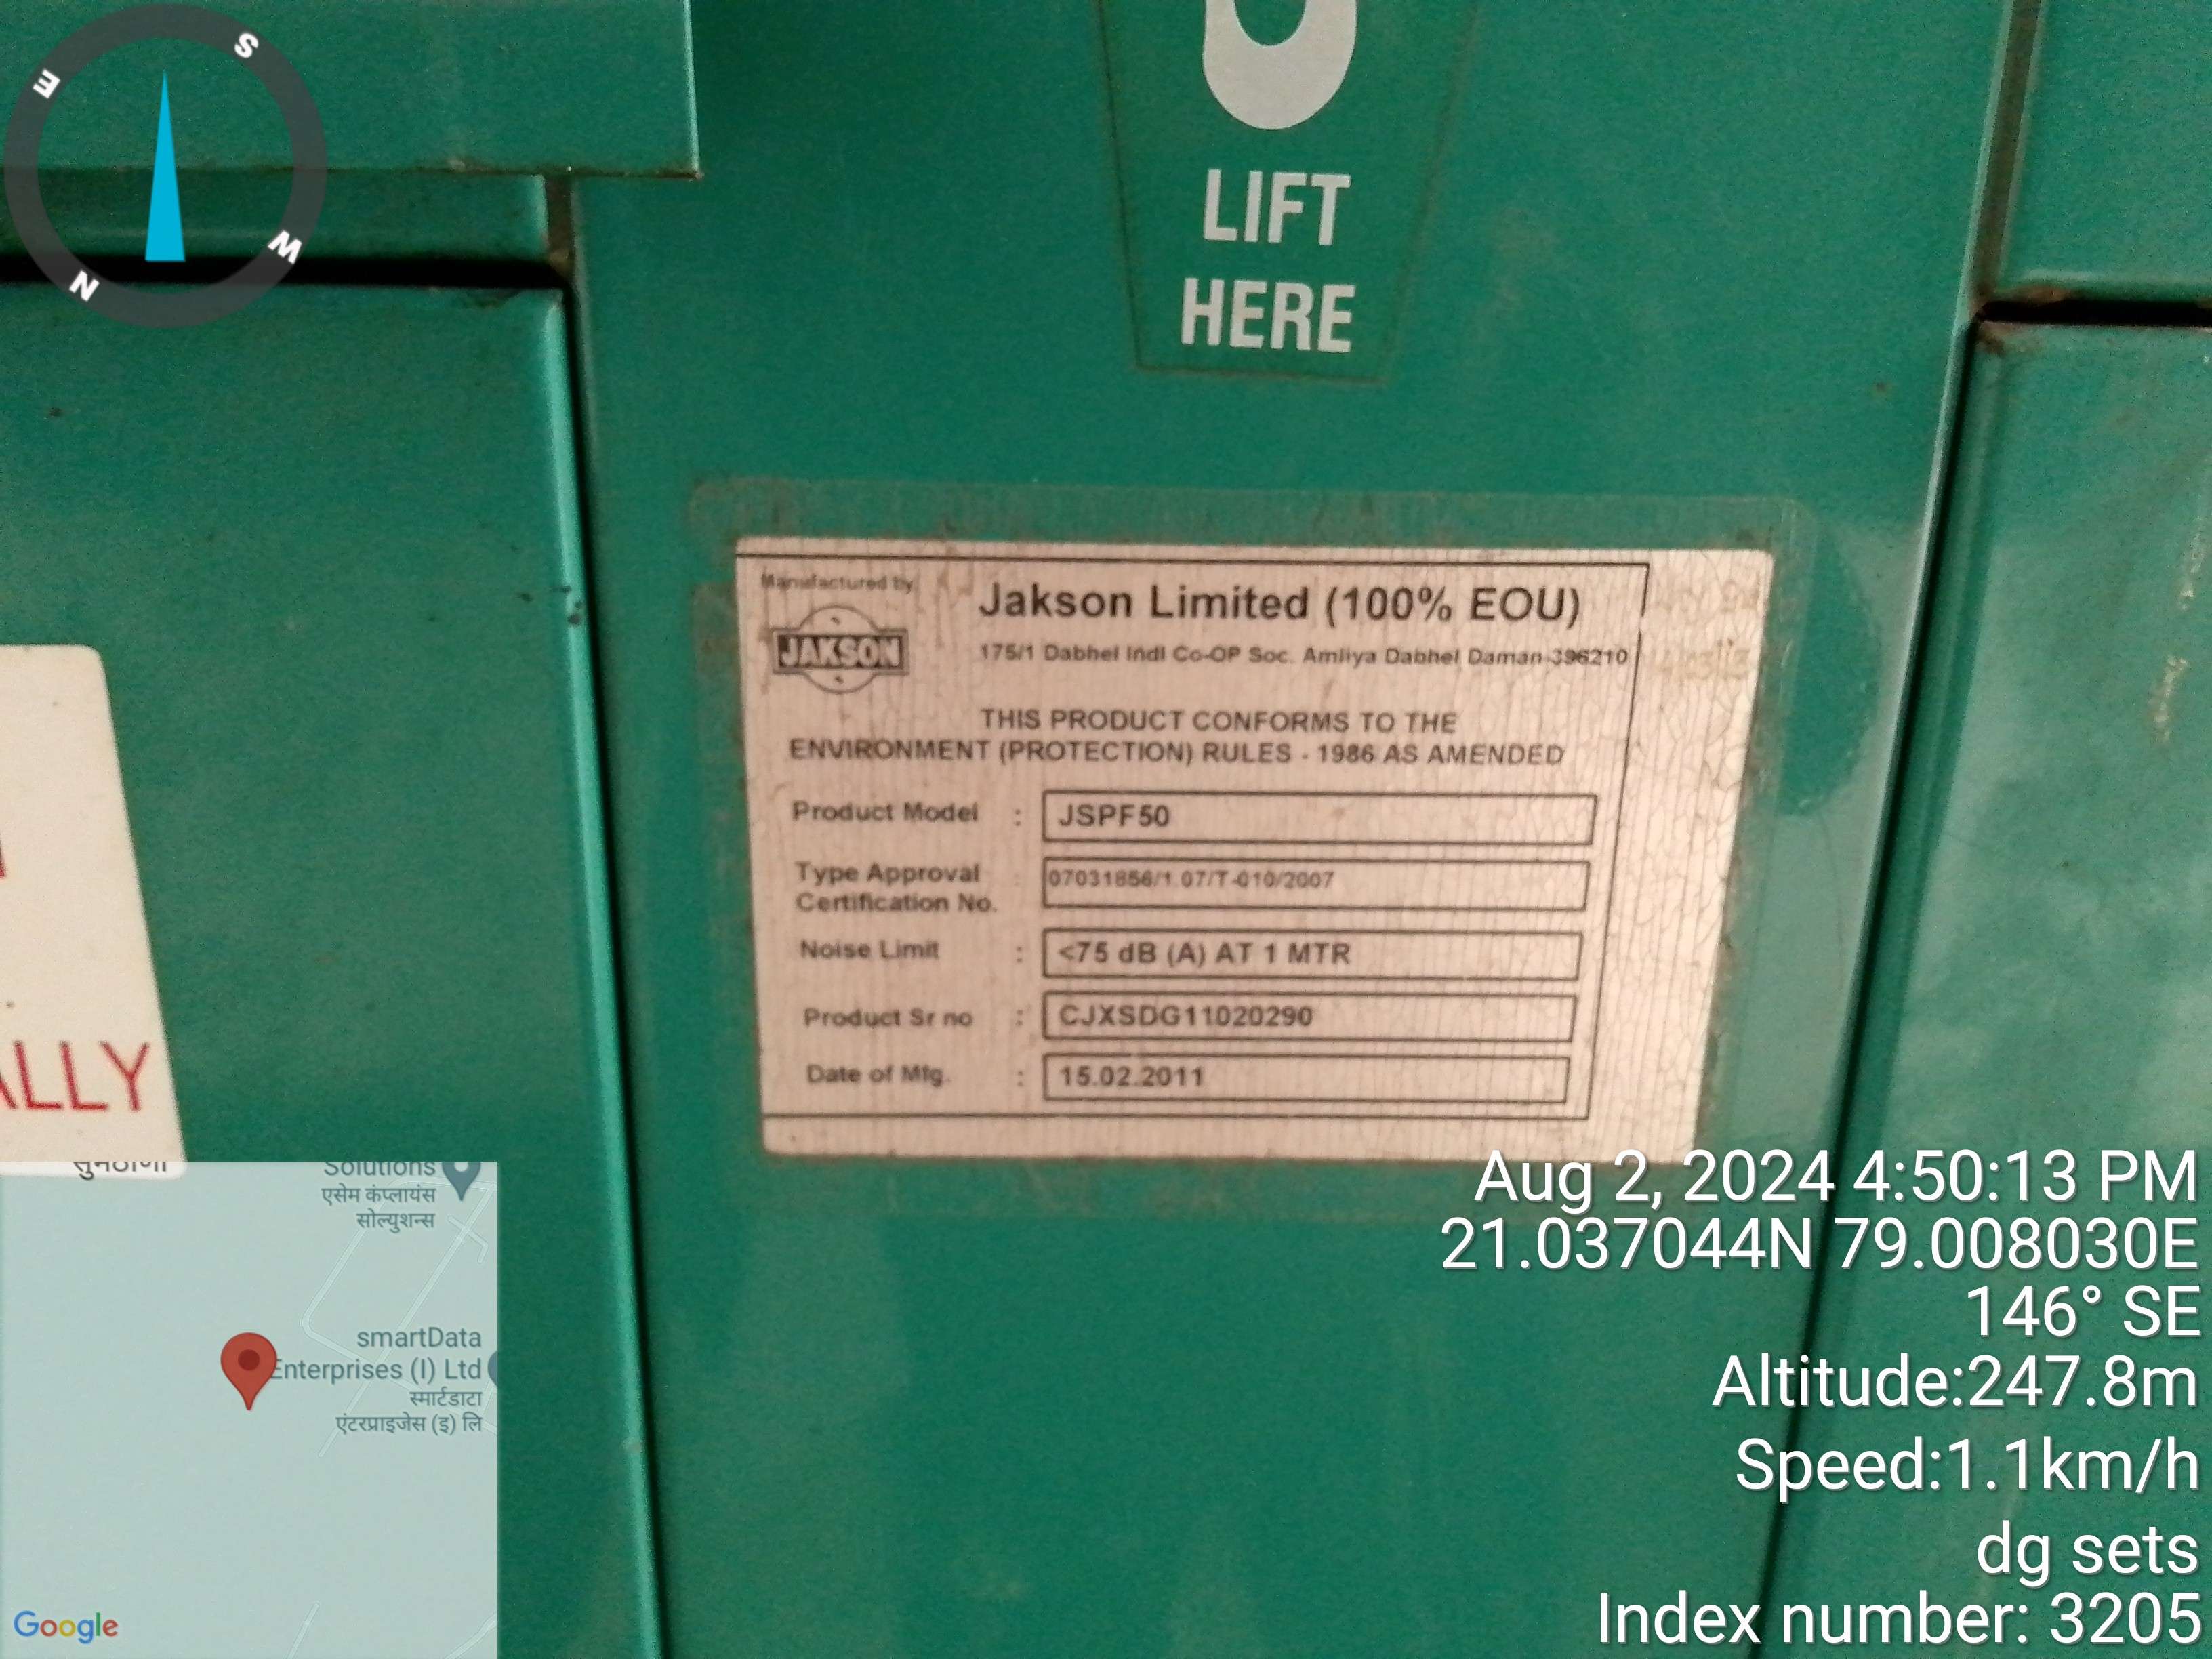 S
E
W
N
LIFT
HERE
Manufactured by
JAKSON
Jakson Limited (100% EOU)
175/1 Dabhel Indl Co-OP Soc. Amliya Dabhel Daman-396210
THIS PRODUCT CONFORMS TO THE
ENVIRONMENT (PROTECTION) RULES - 1986 AS AMENDED
Product Model : JSPF50
Type Approval
Certification No. : 07031856/1.07/T-010/2007
Noise Limit : <75 dB (A) AT 1 MTR
Product Sr no : CJXSDG11020290
Date of Mfg. : 15.02.2011
ALLY
Solutions
एसेम कंप्लायंस
सोल्युशन्स
smartData
Enterprises (I) Ltd
स्मार्टडाटा
एंटरप्राइजेस (इ) लि
Google
Aug 2, 2024 4:50:13 PM
21.037044N 79.008030E
146° SE
Altitude:247.8m
Speed:1.1km/h
dg sets
Index number: 3205